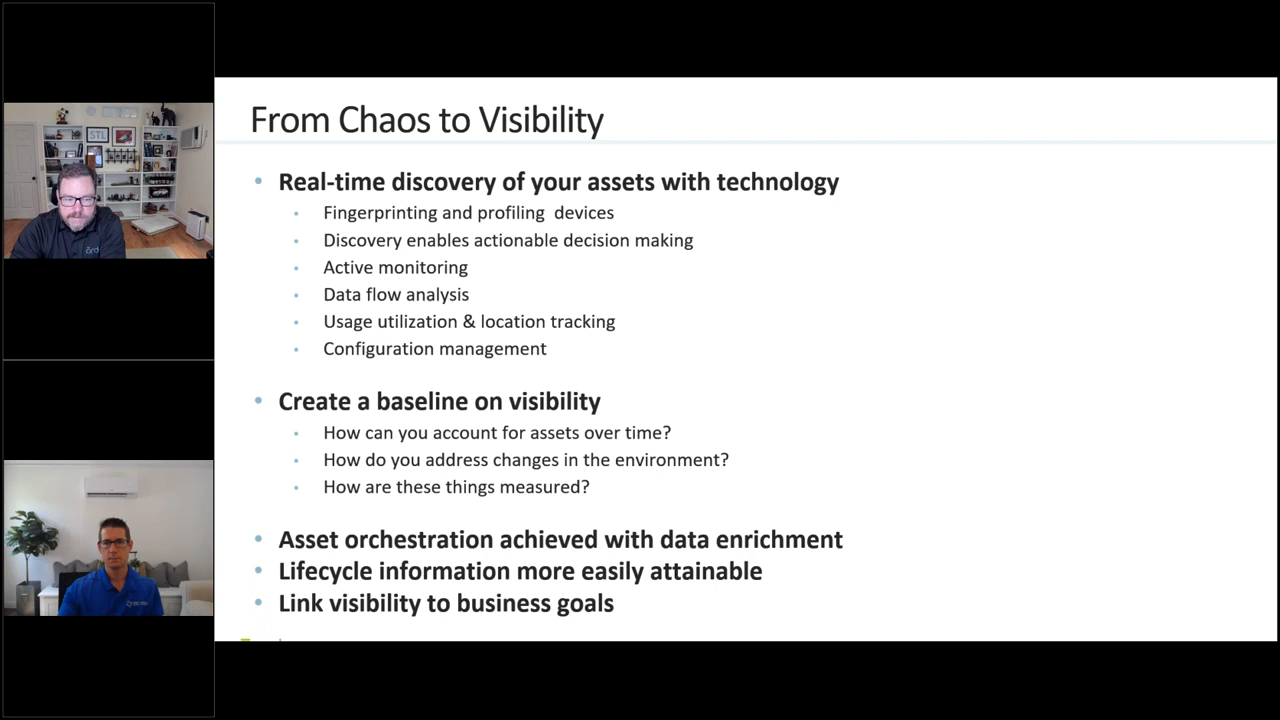 From Chaos to Visibility
• Real-time discovery of your assets with technology
• Fingerprinting and profiling devices
• Discovery enables actionable decision making
• Active monitoring
• Data flow analysis
• Usage utilization & location tracking
• Configuration management
• Create a baseline on visibility
• How can you account for assets over time?
• How do you address changes in the environment?
• How are these things measured?
• Asset orchestration achieved with data enrichment
• Lifecycle information more easily attainable
• Link visibility to business goals
STL